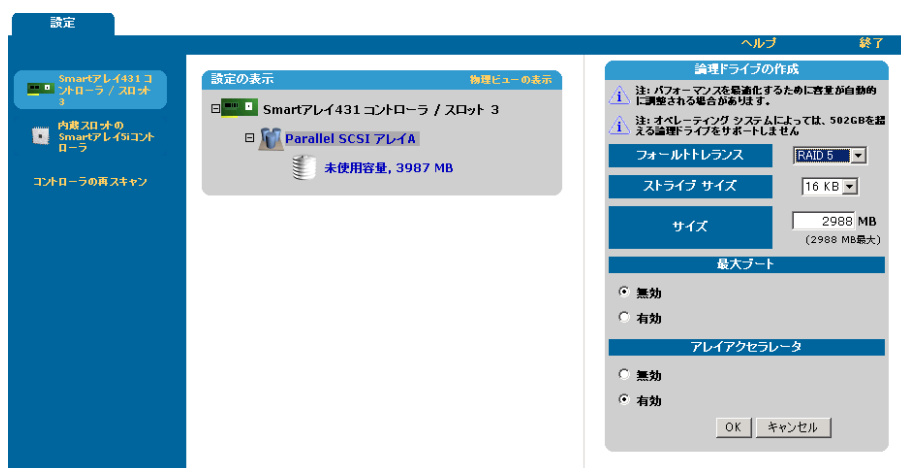 設定
ヘルプ
終了
Smartアレイ431コ
ントローラ / スロット
3
内蔵スロットの
Smartアレイ5iコント
ローラ
コントローラの再スキャン
設定の表示
物理ビューの表示
Smartアレイ431 コントローラ / スロット 3
Parallel SCSI アレイA
未使用容量, 3987 MB
論理ドライブの作成
注: パフォーマンスを最適化するために容量が自動的
に調整される場合があります。
注: オペレーティング システムによっては、502GBを超
える論理ドライブをサポートしま
せん
フォールトトレランス
RAID 5
ストライプ サイズ
16 KB
サイズ
2988 MB
(2988 MB最大)
最大ブート
無効
有効
アレイアクセラレータ
無効
有効
OK
キャンセル